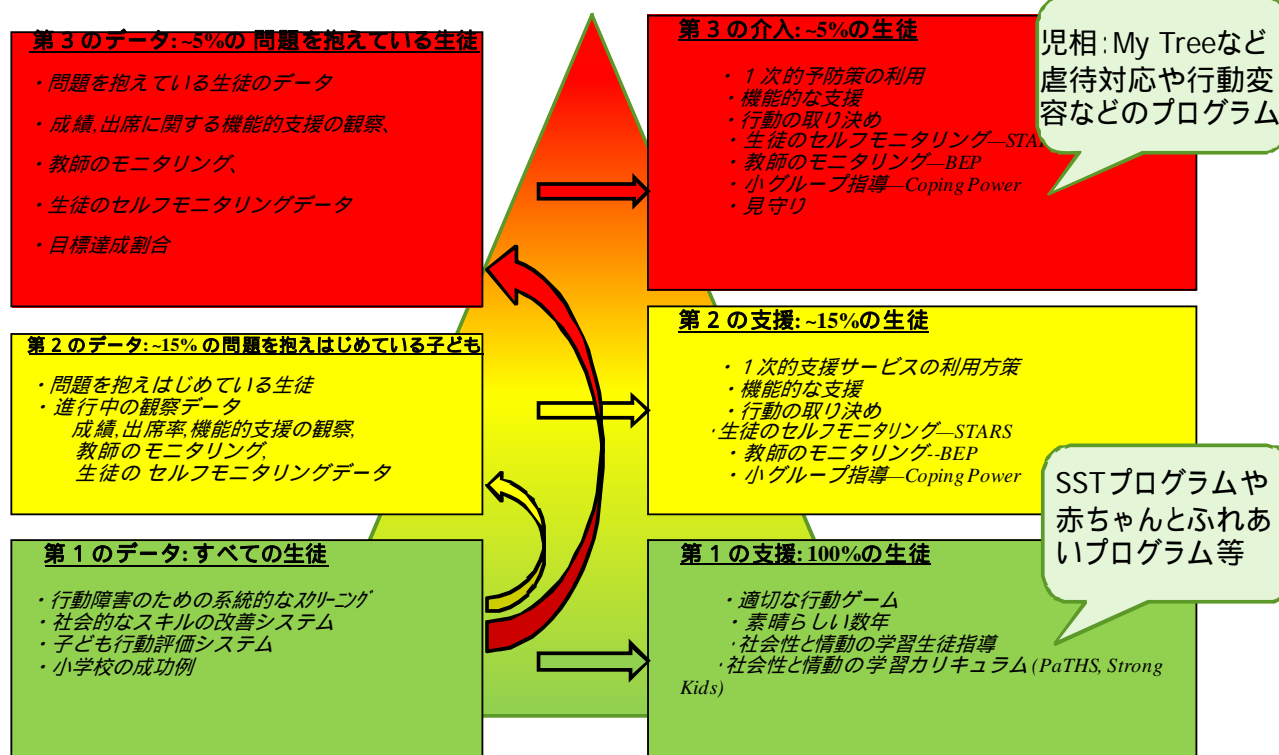 第３のデータ: ~5%の 問題を抱えている生徒
・問題を抱えている生徒のデータ
・成績,出席に関する機能的支援の観察、
・教師のモニタリング、
・生徒のセルフモニタリングデータ
・目標達成割合
第３の介入: ~5%の生徒
・１次的予防策の利用
・機能的な支援
・行動の取り決め
・生徒のセルフモニタリング—STA
・教師のモニタリング—BEP
・小グループ指導—Coping Power
・見守り
児相：My Treeなど
虐待対応や行動変
容などのプログラム
第２のデータ: ~15% の問題を抱えはじめている子ども
・問題を抱えはじめている生徒
・進行中の観察データ
成績,出席率,機能的支援の観察,
教師のモニタリング,
生徒の セルフモニタリングデータ
第２の支援: ~15%の生徒
・１次的支援サービスの利用方策
・機能的な支援
・行動の取り決め
・生徒のセルフモニタリング—STARS
・教師のモニタリング--BEP
・小グループ指導—Coping Power
SSTプログラムや
赤ちゃんとふれあ
いプログラム等
第１のデータ: すべての生徒
・行動障害のための系統的なスクリーニング
・社会的なスキルの改善システム
・子ども行動評価システム
・小学校の成功例
第１の支援: 100%の生徒
・適切な行動ゲーム
・素晴らしい数年
・社会性と情動の学習生徒指導
・社会性と情動の学習カリキュラム (PaTHS, Strong
Kids)